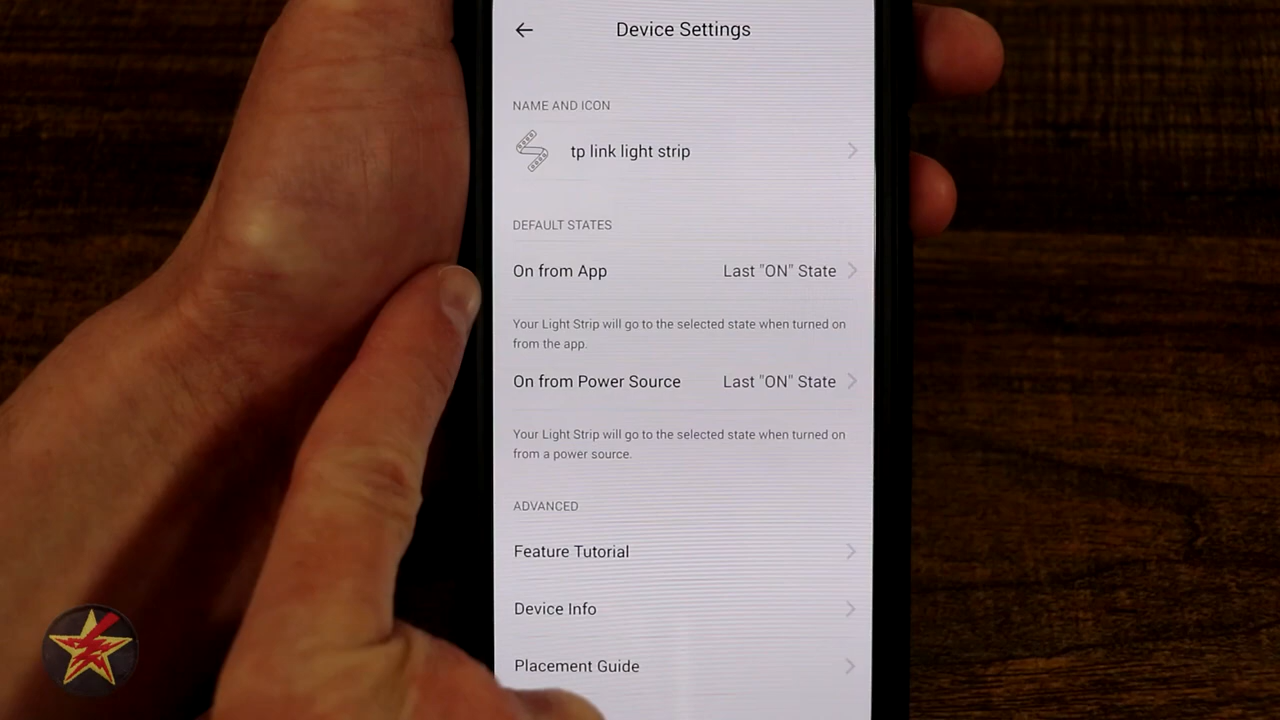 Device Settings
NAME AND ICON
tp link light strip
DEFAULT STATES
On from App Last "ON" State
Your Light Strip will go to the selected state when turned on
from the app.
On from Power Source Last "ON" State
Your Light Strip will go to the selected state when turned on
from a power source.
ADVANCED
Feature Tutorial
Device Info
Placement Guide